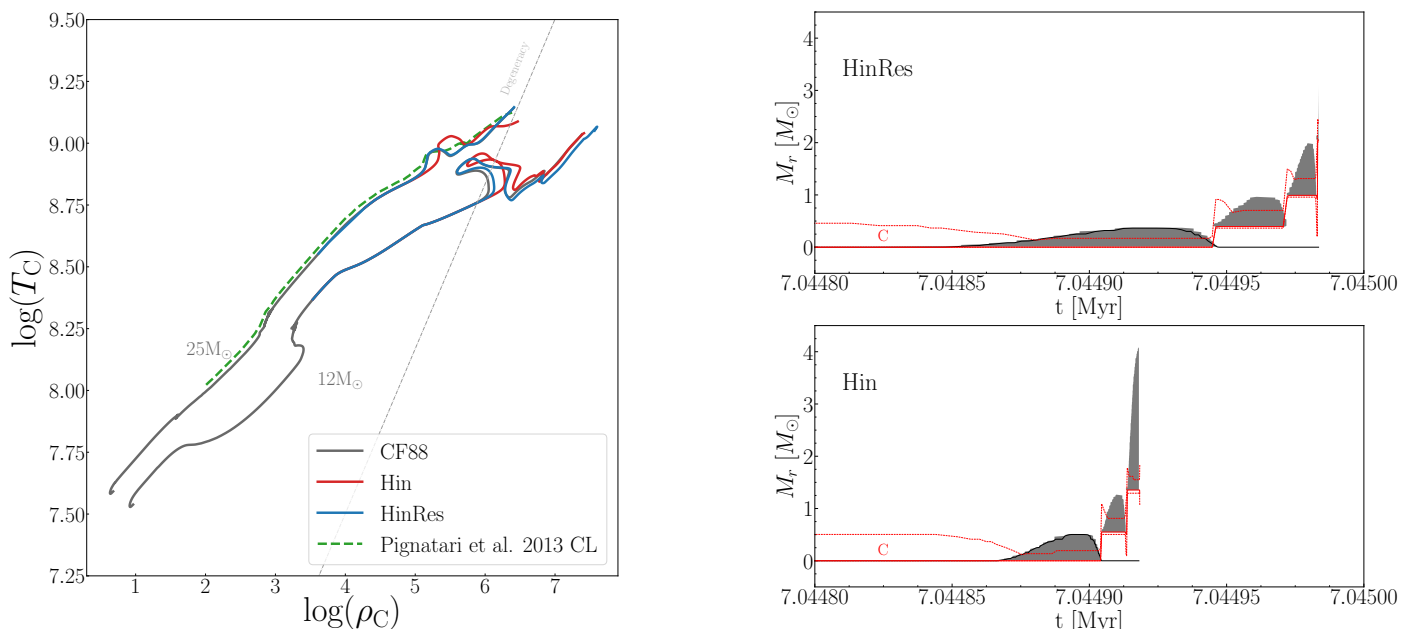 9.50
9.25
9.00
8.75
8.50
8.25
8.00
7.75
7.50
7.25
log(T_C)
Degeneracy
25M⊙
12M⊙
CF88
Hin
HinRes
Pignatari et al. 2013 CL
1 2 3 4 5 6 7
log(ρ_C)
HinRes
4
3
2
1
0
M_r [M⊙]
C
7.04480 7.04485 7.04490 7.04495 7.04500
t [Myr]
Hin
4
3
2
1
0
M_r [M⊙]
C
7.04480 7.04485 7.04490 7.04495 7.04500
t [Myr]